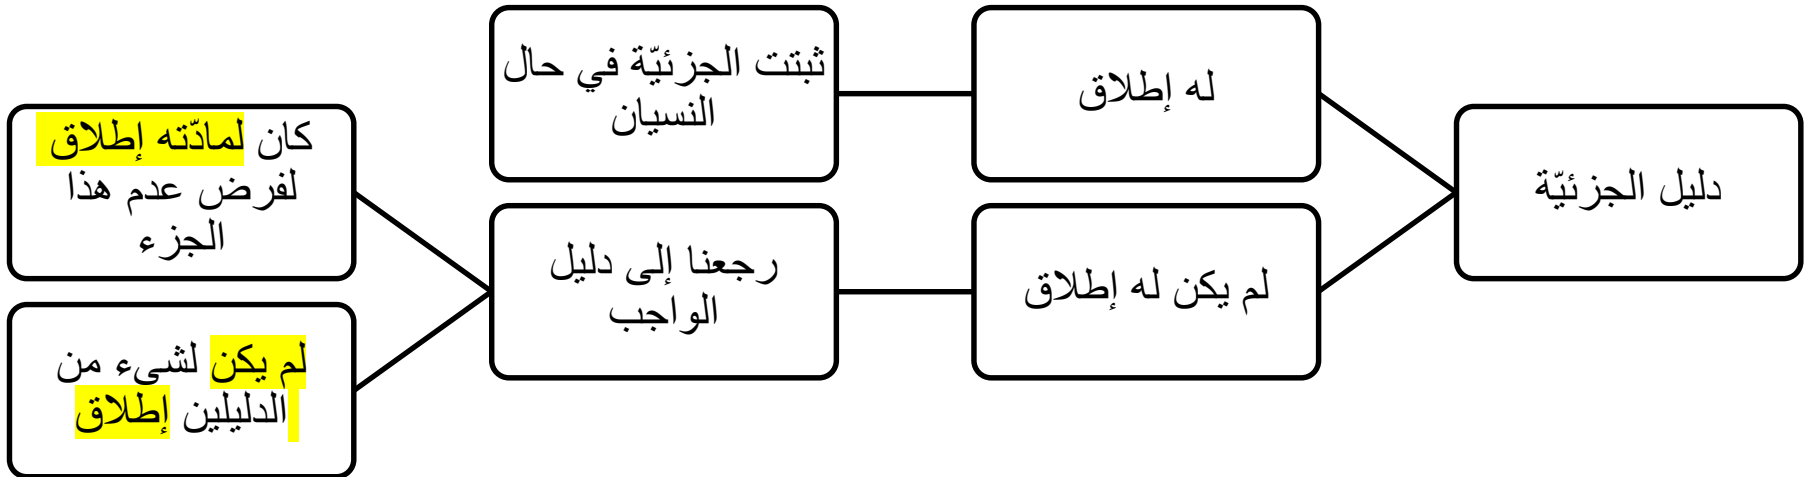 دليل الجزئيّة
له إطلاق
ثبتت الجزئيّة في حال
النسيان
لم يكن له إطلاق
رجعنا إلى دليل
الواجب
كان لمادّته إطلاق
لفرض عدم هذا
الجزء
لم يكن لشيء من
الدليلين إطلاق